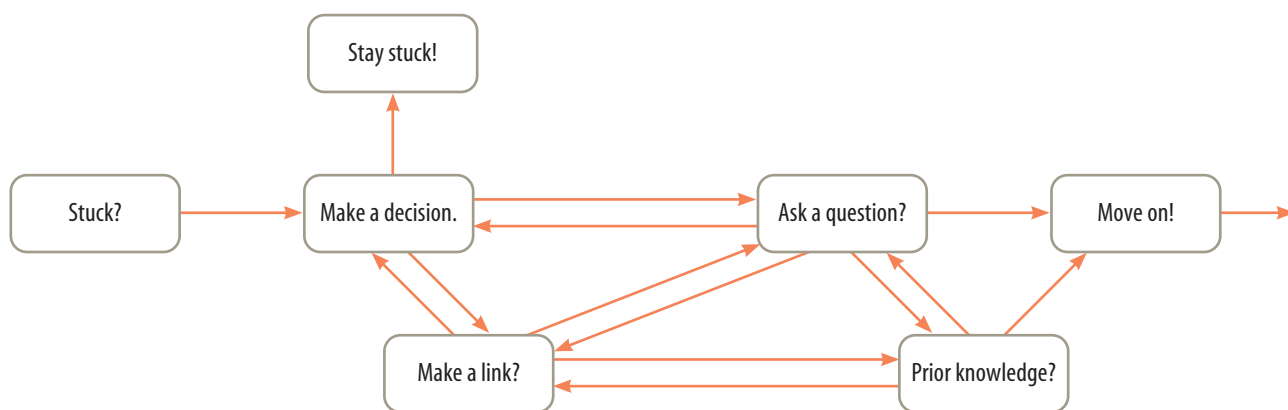 Stay stuck!
Stuck?
Make a decision.
Ask a question?
Move on!
Make a link?
Prior knowledge?